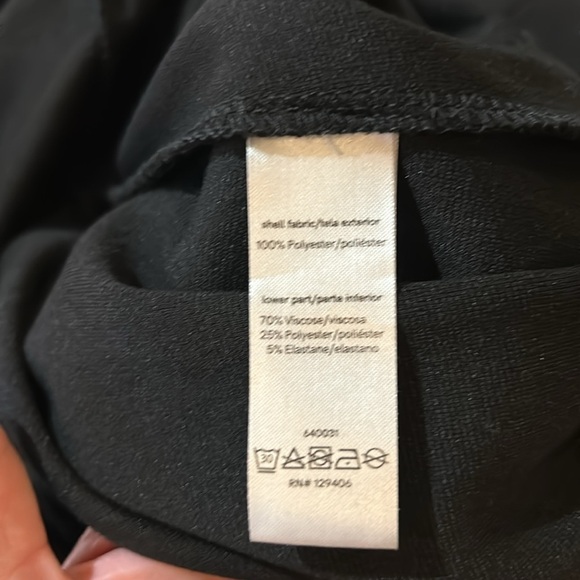 shell fabric/tela exterior
100% Polyester/poliéster
lower part/parte inferior
70% Viscose/viscosa
25% Polyester/poliéster
5% Elastane/elastano
640031
30
RN# 129406